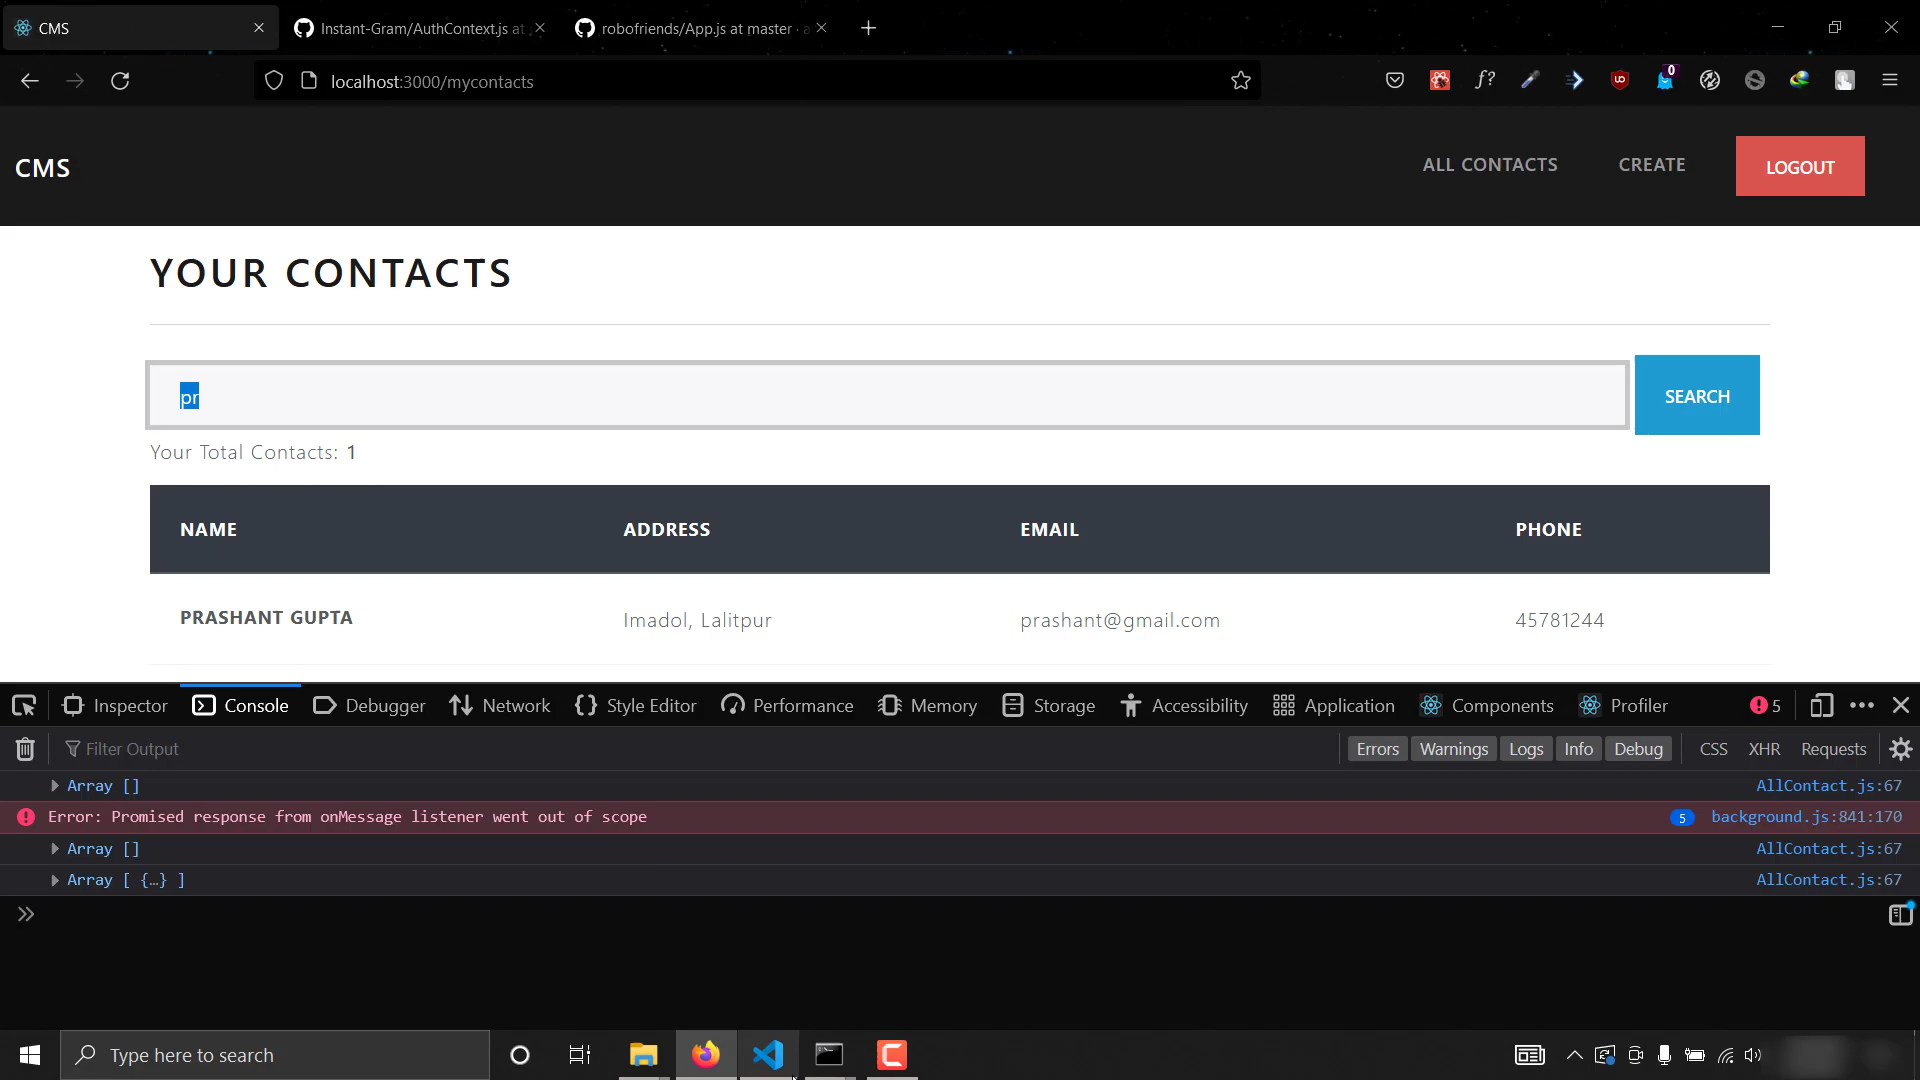 CMS
Instant-Gram/AuthContext.js at
robofriends/App.js at master · a
localhost:3000/mycontacts
f?
0
CMS
ALL CONTACTS
CREATE
LOGOUT
YOUR CONTACTS
pr
SEARCH
Your Total Contacts: 1
NAME
ADDRESS
EMAIL
PHONE
PRASHANT GUPTA
Imadol, Lalitpur
prashant@gmail.com
45781244
Inspector
Console
Debugger
Network
Style Editor
Performance
Memory
Storage
Accessibility
Application
Components
Profiler
5
Filter Output
Errors
Warnings
Logs
Info
Debug
CSS
XHR
Requests
Array []
AllContact.js:67
Error: Promised response from onMessage listener went out of scope
5
background.js:841:170
Array []
AllContact.js:67
Array [ {…} ]
AllContact.js:67
Type here to search